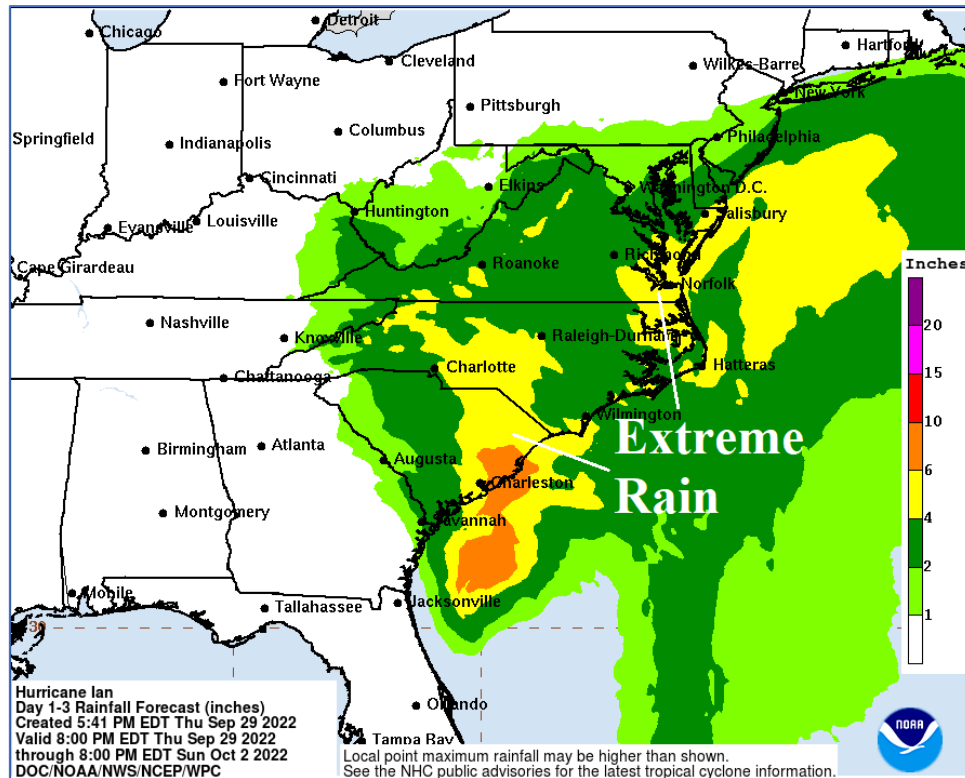 Detroit
Chicago
Hartford
Cleveland
Wilkes-Barre
Fort Wayne
New York
Pittsburgh
Springfield
Columbus
Philadelphia
Indianapolis
Cincinnati
Elkins
Washington D.C.
Huntington
Salisbury
Louisville
Evansville
Richmond
Inches
Roanoke
Cape Girardeau
Norfolk
20
Nashville
Raleigh-Durham
Knoxville
Hatteras
Charlotte
15
Chattanooga
10
Wilmington
Extreme
Rain
Birmingham
Atlanta
Augusta
6
Charleston
Montgomery
Savannah
4
2
Mobile
Jacksonville
Tallahassee
1
30
Orlando
Tampa Bay
Hurricane Ian
Day 1-3 Rainfall Forecast (inches)
Created 5:41 PM EDT Thu Sep 29 2022
Valid 8:00 PM EDT Thu Sep 29 2022
through 8:00 PM EDT Sun Oct 2 2022
DOC/NOAA/NWS/NCEP/WPC
Local point maximum rainfall may be higher than shown.
See the NHC public advisories for the latest tropical cyclone information.
NOAA